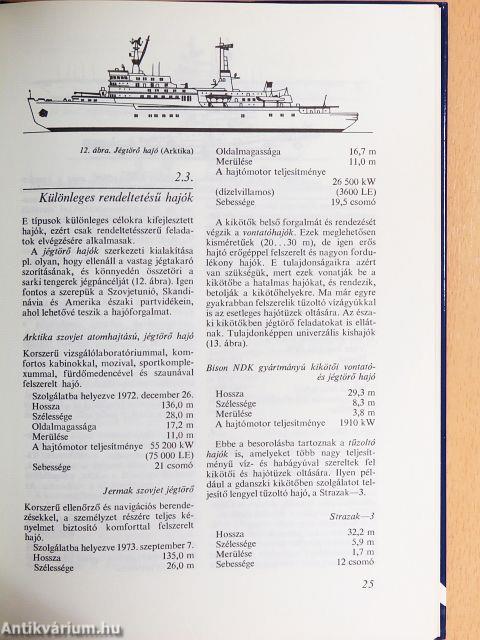 12. ábra. Jégtörő hajó (Arktika)
2.3.
Különleges rendeltetésű hajók
E típusok különleges célokra kifejlesztett
hajók, ezért csak rendeltetésszerű felada-
tok elvégzésére alkalmasak.
A jégtörő hajók szerkezeti kialakítása
pl. olyan, hogy ellenáll a vastag jégtakaró
szorításának, és könnyedén összetöri a
sarki tengerek jégpáncélját (12. ábra). Igen
fontos a szerepük a Szovjetunió, Skandi-
návia és Amerika északi partvidékein,
ahol lehetővé teszik a hajóforgalmat.
Arktika szovjet atomhajtású, jégtörő hajó
Korszerű vizsgálólaboratóriummal, kom-
fortos kabinokkal, mozival, sportkomple-
xummal, fürdőmedencével és szaunával
felszerelt hajó.
Szolgálatba helyezve 1972. december 26.
Hossza 136,0 m
Szélessége 28,0 m
Oldalmagassága 17,2 m
Merülése 11,0 m
A hajtómotor teljesítménye 55 200 kW
(75 000 LE)
Sebessége 21 csomó
Jermak szovjet jégtörő
Korszerű ellenőrző és navigációs berende-
zésekkel, a személyzet részére teljes ké-
nyelmet biztosító komforttal felszerelt
hajó.
Szolgálatba helyezve 1973. szeptember 7.
Hossza 135,0 m
Szélessége 26,0 m
Oldalmagassága 16,7 m
Merülése 11,0 m
A hajtómotor teljesítménye
26 500 kW
(dízelvillamos) (3600 LE)
Sebessége 19,5 csomó
A kikötők belső forgalmát és rendezését
végzik a vontatóhajók. Ezek meglehetősen
kisméretűek (20...30 m), de igen erős
hajtó erőgéppel felszerelt és nagyon fordu-
lékony hajók. E tulajdonságaikra azért
van szükségük, mert ezek vonatják be a
kikötőbe a hatalmas hajókat, és rendezik,
betolják a kikötőhelyekre. Ma már egyre
gyakrabban felszerelik tűzoltó vízágyúkkal
is az esetleges hajótüzek oltására. Az észa-
ki kikötőkben jégtörő feladatokat is ellát-
nak. Tulajdonképpen univerzális kishajók
(13. ábra).
Bison NDK gyártmányú kikötői vontató-
és jégtörő hajó
Hossza 29,3 m
Szélessége 8,3 m
Merülése 3,8 m
A hajtómotor teljesítménye 1910 kW
Ebbe a besorolásba tartoznak a tűzoltó
hajók is, amelyeket több nagy teljesít-
ményű víz- és habágyúval szereltek fel
kikötői és hajótüzek oltására. Ilyen pél-
dául a gdanszki kikötőben szolgálatot tel-
jesítő lengyel tűzoltó hajó, a Strazak—3.
Strazak—3
Hossza 32,2 m
Szélessége 5,9 m
Merülése 1,7 m
Sebessége 12 csomó
25
Antikvárium.hu